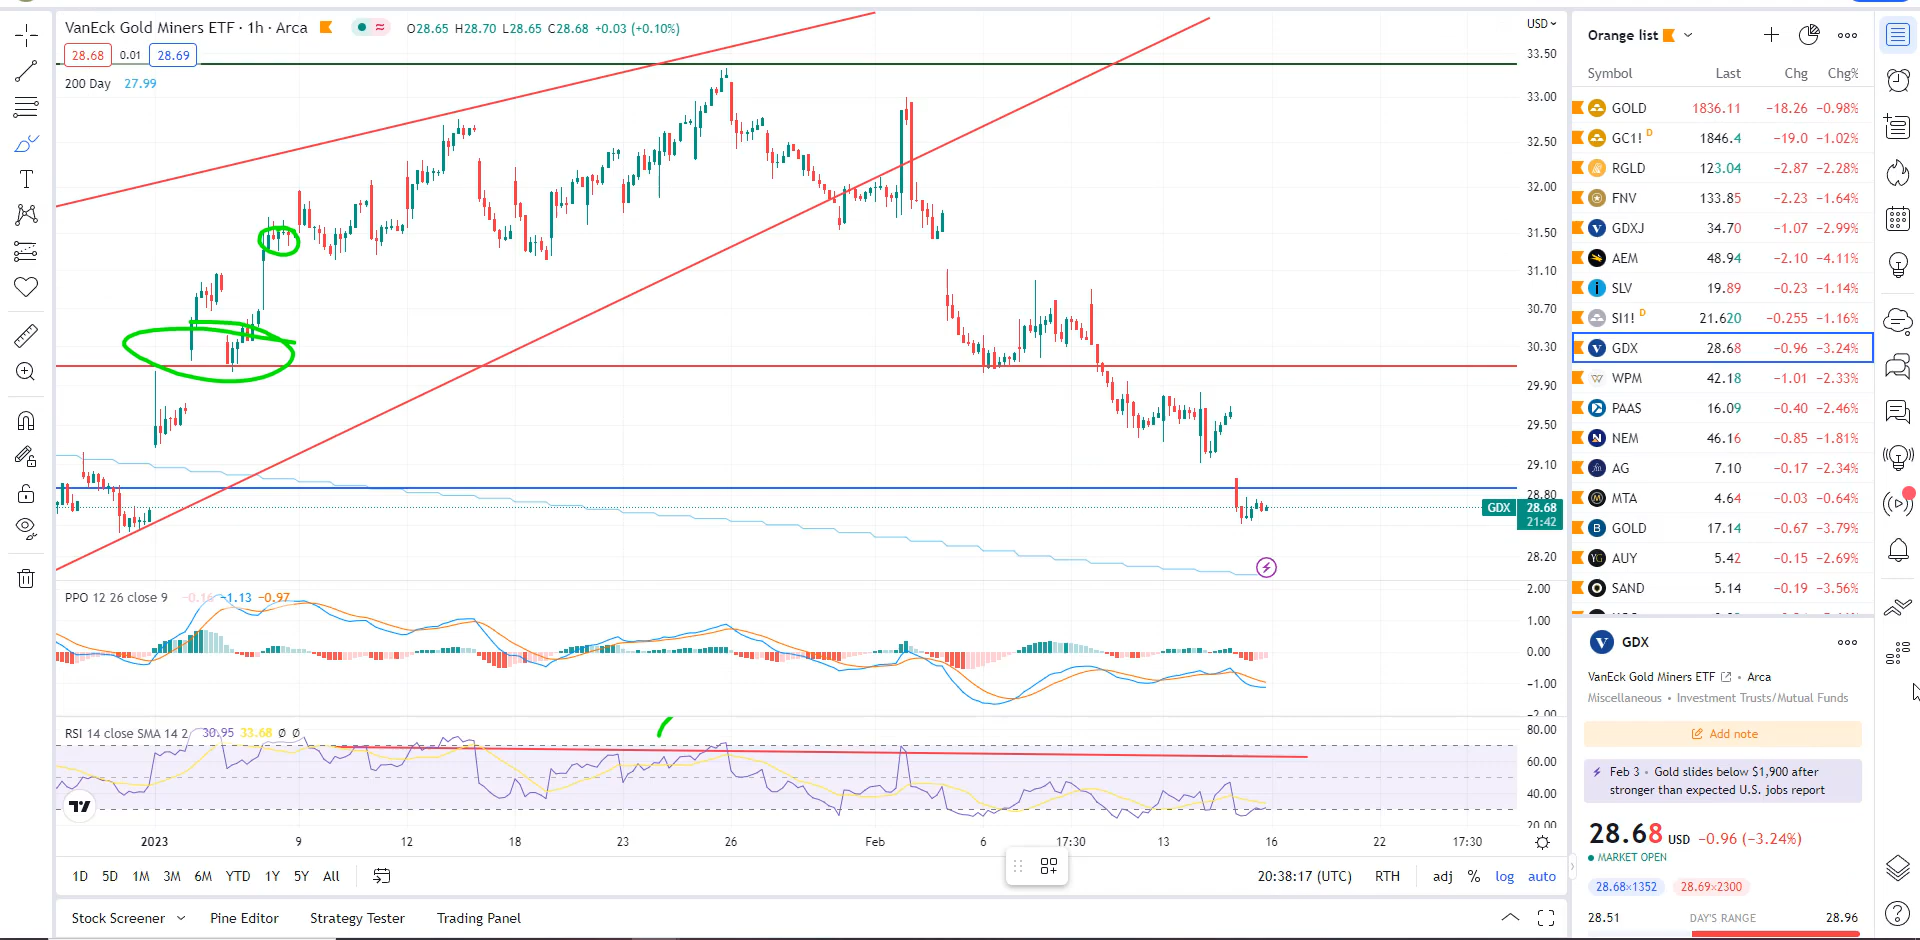 VanEck Gold Miners ETF · 1h · Arca O28.65 H28.70 L28.65 C28.68 +0.03 (+0.10%)
28.68 0.01 28.69
200 Day 27.99
USD
33.50
33.00
32.50
32.00
31.50
31.10
30.70
30.30
29.90
29.50
29.10
28.80
GDX 28.68
21:42
28.20
PPO 12 26 close 9 −0.16 −1.13 −0.97
2.00
1.00
0.00
−1.00
−2.00
RSI 14 close SMA 14 2 30.95 33.68 Ø Ø
80.00
60.00
40.00
20.00
2023 9 12 18 23 26 Feb 6 17:30 13 16 22 17:30
1D 5D 1M 3M 6M YTD 1Y 5Y All 20:38:17 (UTC) RTH adj % log auto
Stock Screener Pine Editor Strategy Tester Trading Panel
Orange list
Symbol Last Chg Chg%
GOLD 1836.11 −18.26 −0.98%
GC1! D 1846.4 −19.0 −1.02%
RGLD 123.04 −2.87 −2.28%
FNV 133.85 −2.23 −1.64%
V GDXJ 34.70 −1.07 −2.99%
AEM 48.94 −2.10 −4.11%
SLV 19.89 −0.23 −1.14%
SI1! D 21.620 −0.255 −1.16%
V GDX 28.68 −0.96 −3.24%
WPM 42.18 −1.01 −2.33%
PAAS 16.09 −0.40 −2.46%
N NEM 46.16 −0.85 −1.81%
AG 7.10 −0.17 −2.34%
MTA 4.64 −0.03 −0.64%
B GOLD 17.14 −0.67 −3.79%
YG AUY 5.42 −0.15 −2.69%
SAND 5.14 −0.19 −3.56%
V GDX
VanEck Gold Miners ETF • Arca
Miscellaneous • Investment Trusts/Mutual Funds
Add note
Feb 3 • Gold slides below $1,900 after
stronger than expected U.S. jobs report
28.68 USD −0.96 (−3.24%)
MARKET OPEN
28.68×1352 28.69×2300
28.51 DAY'S RANGE 28.96